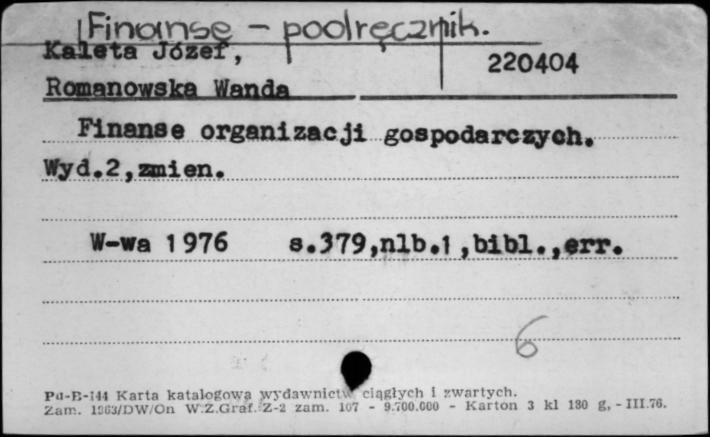 Finanse - podręcznik.
Kaleta Józef,
220404
Romanowska Wanda
Finanse organizacji gospodarczych.
Wyd.2,zmien.
W-wa 1976 s.379,nlb.1,bibl.,err.
6
Pu-B-144 Karta katalogowa wydawnictw ciągłych i zwartych.
Zam. 1963/DW/On W.Z.Graf. Z-2 zam. 107 - 9.700.000 - Karton 3 kl 180 g, - III.76.